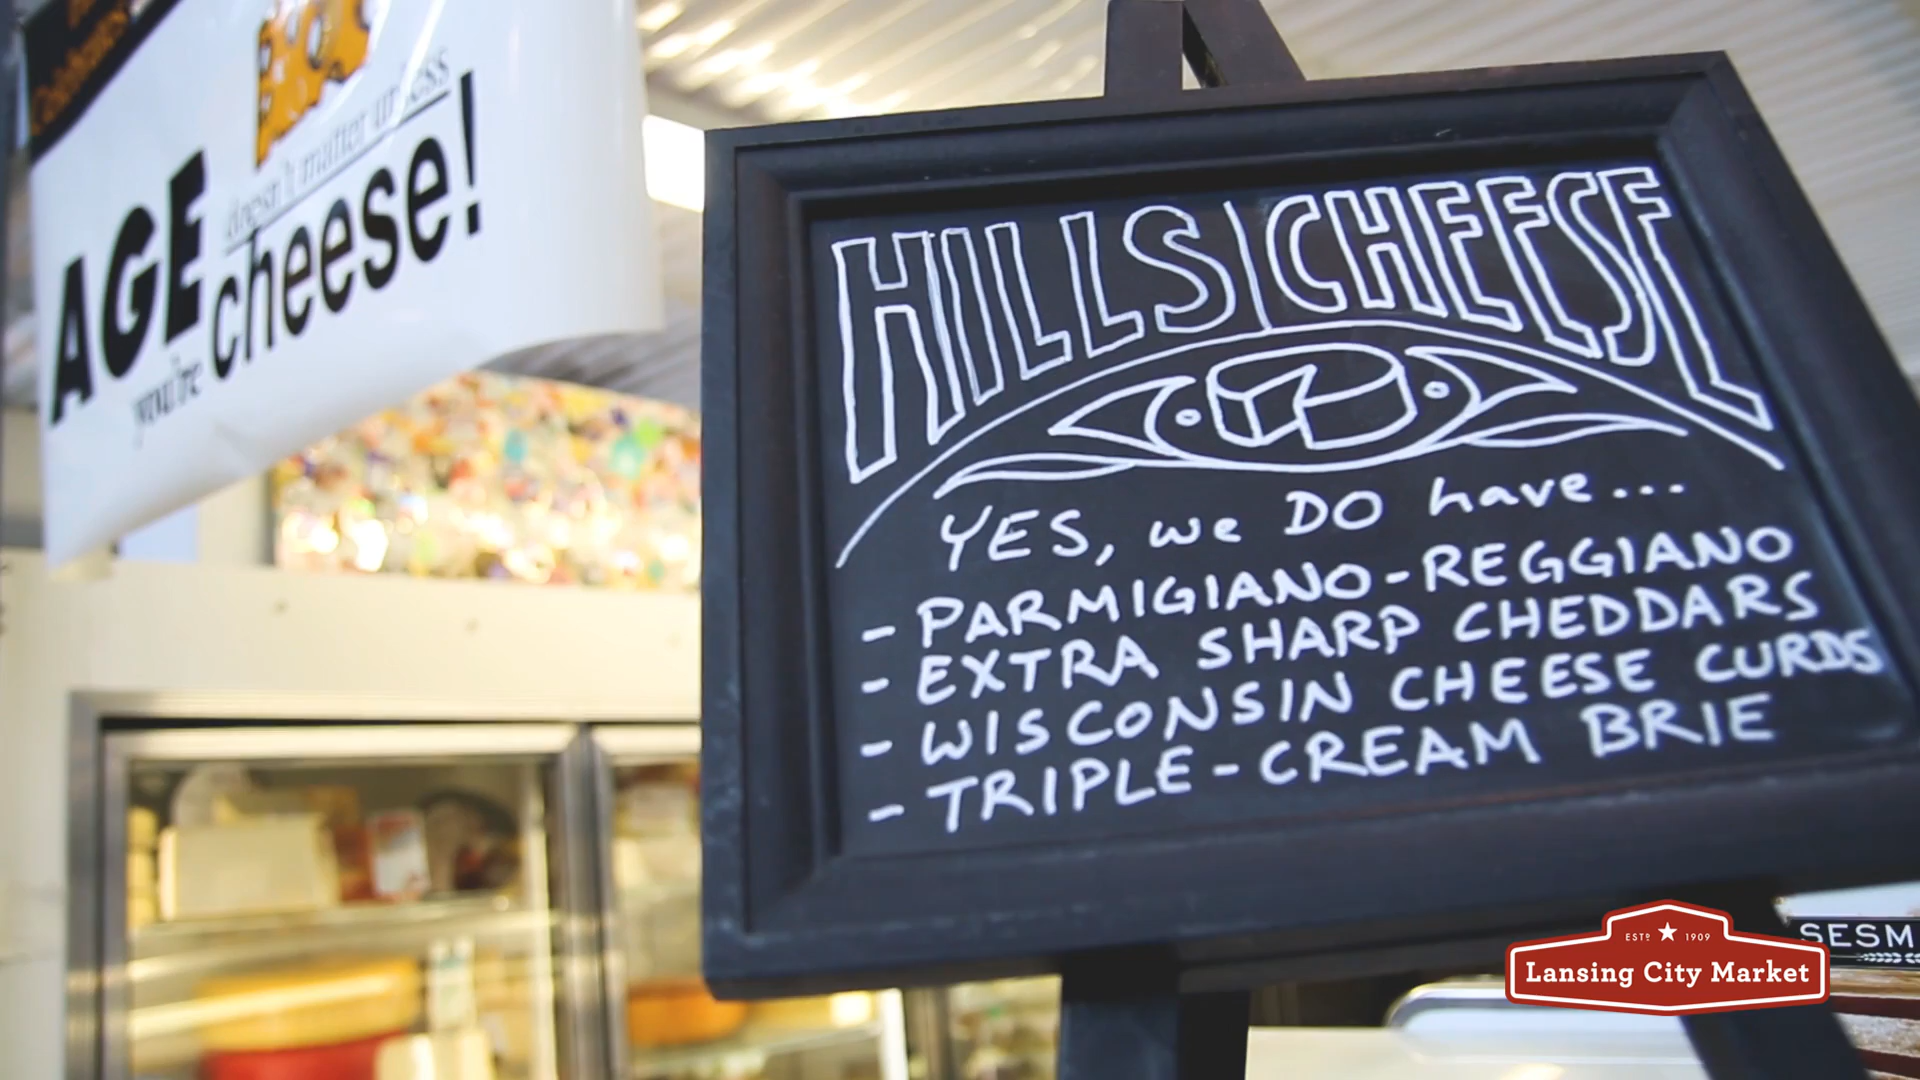 AGE
doesn't matter unless
you're cheese!
HILLS CHEESE
YES, we DO have...
- PARMIGIANO-REGGIANO
- EXTRA SHARP CHEDDARS
- WISCONSIN CHEESE CURDS
- TRIPLE-CREAM BRIE
ESTD 1909
Lansing City Market
SESM